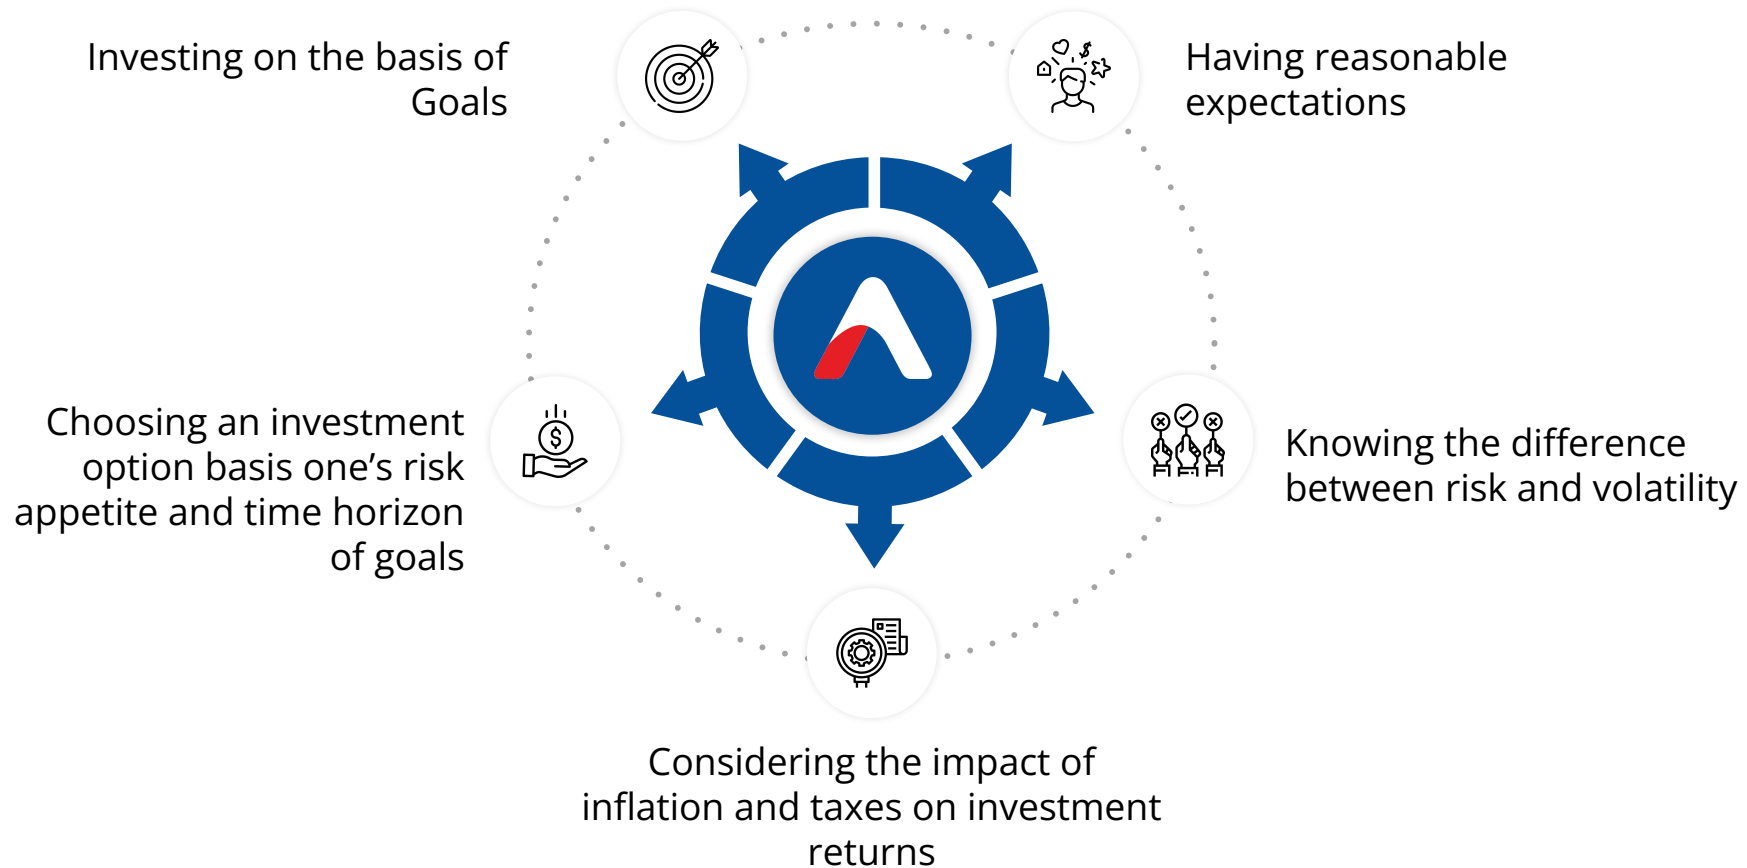 Investing on the basis of
Goals
Having reasonable
expectations
Choosing an investment
option basis one’s risk
appetite and time horizon
of goals
Knowing the difference
between risk and volatility
Considering the impact of
inflation and taxes on investment
returns